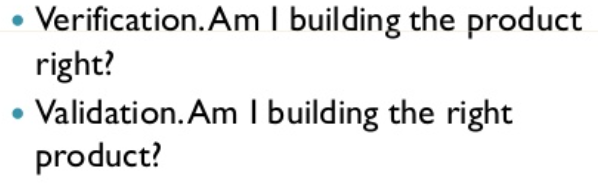 • Verification. Am I building the product
right?
• Validation. Am I building the right
product?